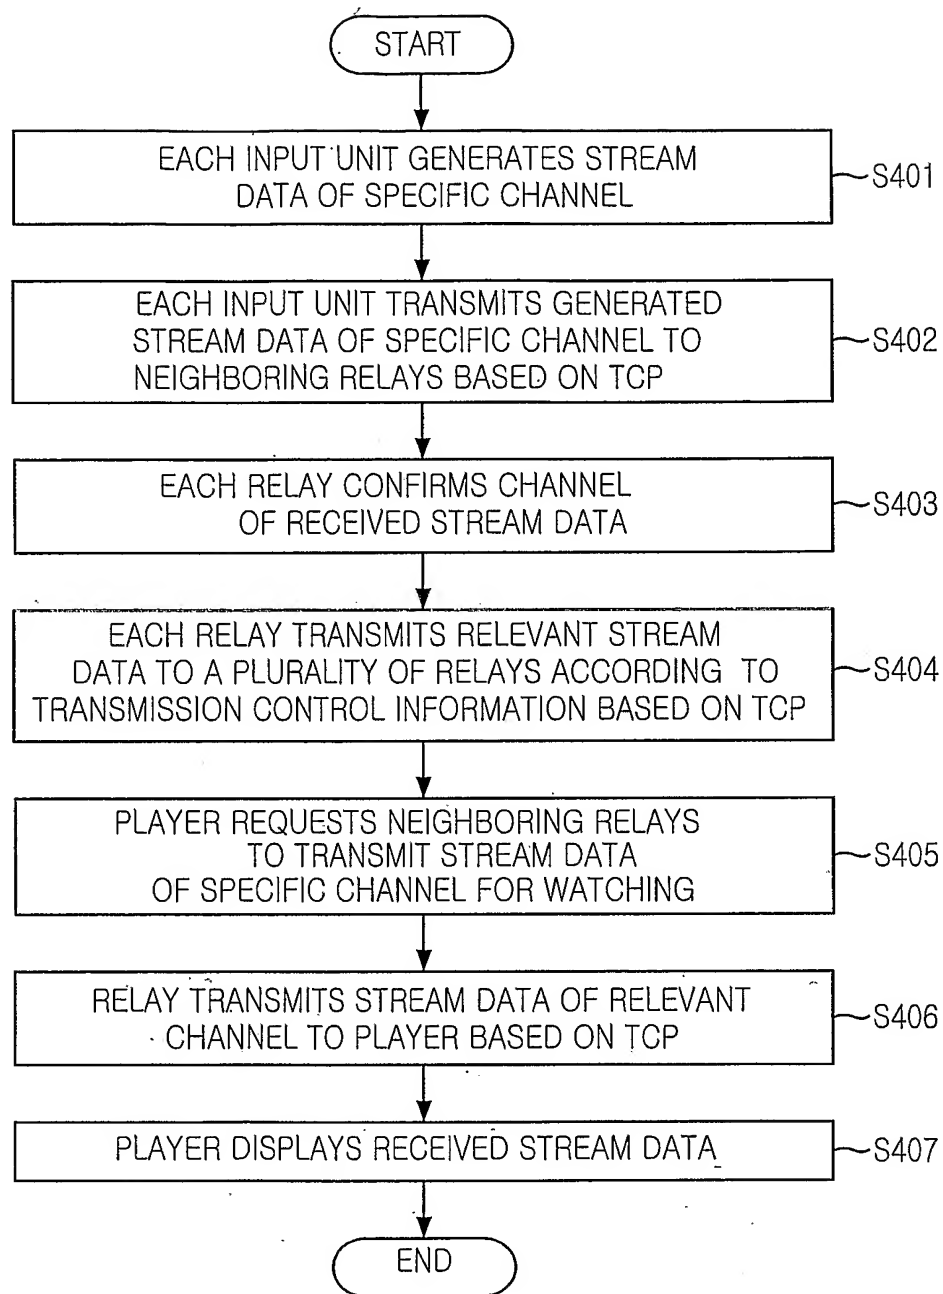 START
EACH INPUT UNIT GENERATES STREAM
DATA OF SPECIFIC CHANNEL
S401
EACH INPUT UNIT TRANSMITS GENERATED
STREAM DATA OF SPECIFIC CHANNEL TO
NEIGHBORING RELAYS BASED ON TCP
S402
EACH RELAY CONFIRMS CHANNEL
OF RECEIVED STREAM DATA
S403
EACH RELAY TRANSMITS RELEVANT STREAM
DATA TO A PLURALITY OF RELAYS ACCORDING TO
TRANSMISSION CONTROL INFORMATION BASED ON TCP
S404
PLAYER REQUESTS NEIGHBORING RELAYS
TO TRANSMIT STREAM DATA
OF SPECIFIC CHANNEL FOR WATCHING
S405
RELAY TRANSMITS STREAM DATA OF RELEVANT
CHANNEL TO PLAYER BASED ON TCP
S406
PLAYER DISPLAYS RECEIVED STREAM DATA
S407
END